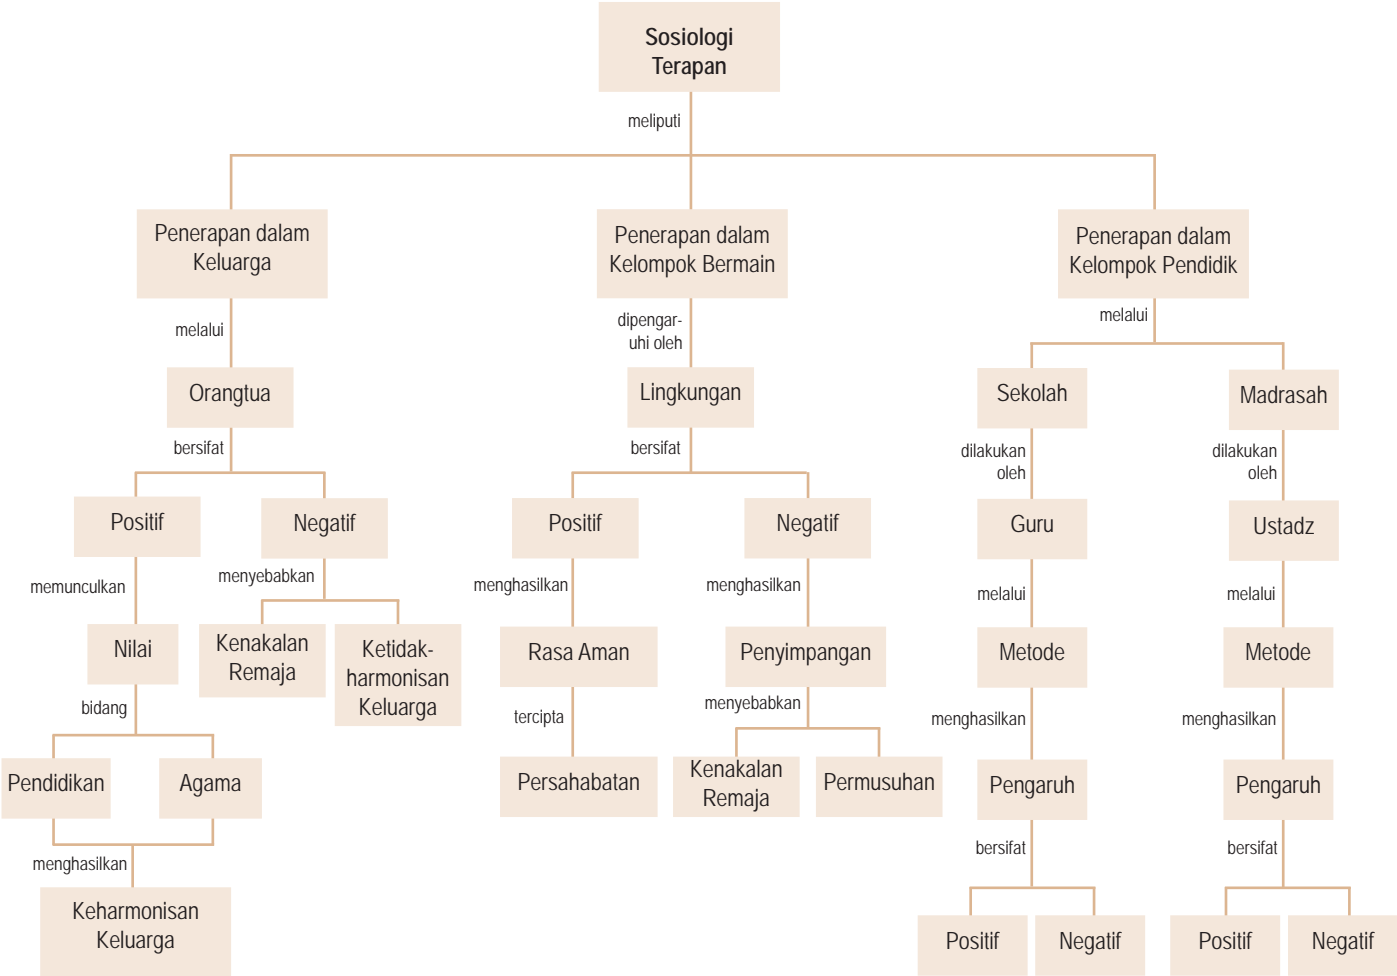 Sosiologi
Terapan
meliputi
Penerapan dalam
Keluarga
Penerapan dalam
Kelompok Bermain
Penerapan dalam
Kelompok Pendidik
melalui
dipengar-
uhi oleh
melalui
Orangtua
Lingkungan
Sekolah
Madrasah
bersifat
bersifat
dilakukan
oleh
dilakukan
oleh
Positif
Negatif
Positif
Negatif
Guru
Ustadz
memunculkan
menyebabkan
menghasilkan
menghasilkan
melalui
melalui
Nilai
Kenakalan
Remaja
Ketidak-
harmonisan
Keluarga
Rasa Aman
Penyimpangan
Metode
Metode
bidang
tercipta
menyebabkan
menghasilkan
menghasilkan
Pendidikan
Agama
Persahabatan
Kenakalan
Remaja
Permusuhan
Pengaruh
Pengaruh
menghasilkan
bersifat
bersifat
Keharmonisan
Keluarga
Positif
Negatif
Positif
Negatif